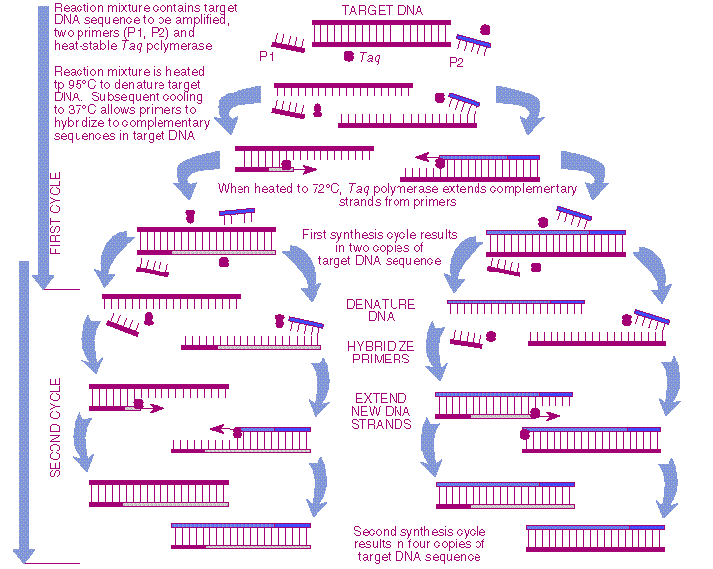 Reaction mixture contains target
DNA sequence to be amplified,
two primers (P1, P2) and
heat-stable Taq polymerase
TARGET DNA
P1
Taq
P2
Reaction mixture is heated
tp 95°C to denature target
DNA. Subsequent cooling
to 37°C allows primers to
hybridize to complementary
sequences in target DNA
When heated to 72°C, Taq polymerase extends complementary
strands from primers
FIRST CYCLE
First synthesis cycle results
in two copies of
target DNA sequence
DENATURE
DNA
HYBRIDZE
PRIMERS
SECOND CYCLE
EXTEND
NEW DNA
STRANDS
Second synthesis cycle
results in four copies of
target DNA sequence